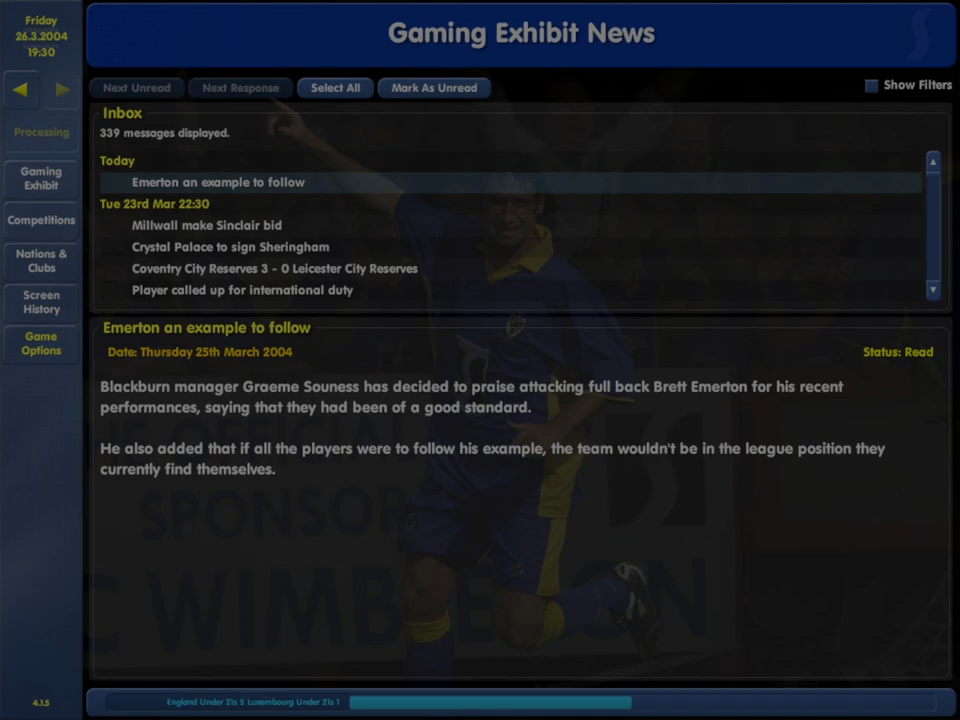 Friday
26.3.2004
19:30
Gaming Exhibit News
Next Unread
Next Response
Select All
Mark As Unread
Show Filters
Processing
Gaming
Exhibit
Competitions
Nations &
Clubs
Screen
History
Game
Options
Inbox
339 messages displayed.
Today
Emerton an example to follow
Tue 23rd Mar 22:30
Millwall make Sinclair bid
Crystal Palace to sign Sheringham
Coventry City Reserves 3 - 0 Leicester City Reserves
Player called up for international duty
Emerton an example to follow
Date: Thursday 25th March 2004
Status: Read
Blackburn manager Graeme Souness has decided to praise attacking full back Brett Emerton for his recent
performances, saying that they had been of a good standard.
He also added that if all the players were to follow his example, the team wouldn't be in the league position they
currently find themselves.
OFFICIAL
SPONSOR
C WIMB ON
4.1.5
England Under 21s 5 Luxembourg Under 21s 1